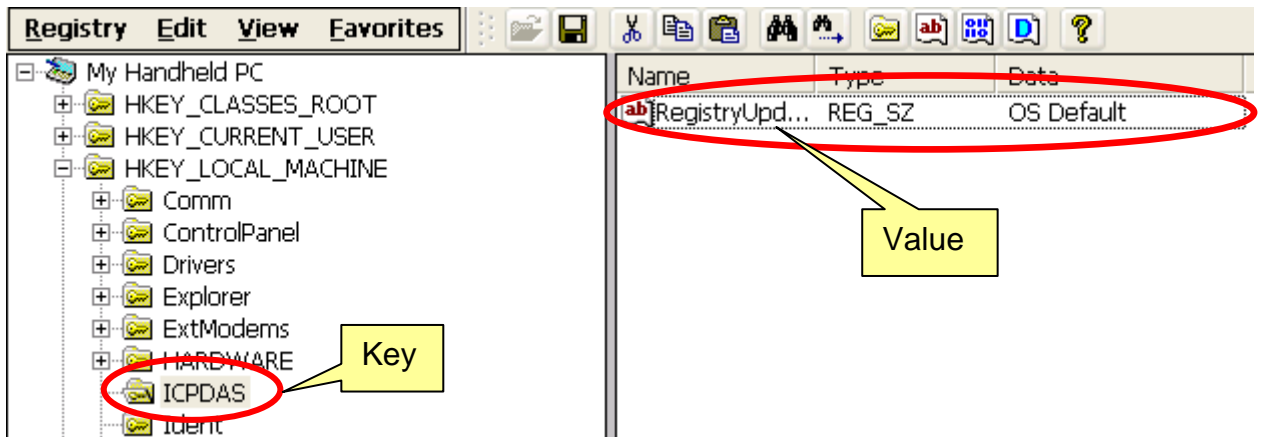 Registry Edit View Favorites
My Handheld PC
HKEY_CLASSES_ROOT
HKEY_CURRENT_USER
HKEY_LOCAL_MACHINE
Comm
ControlPanel
Drivers
Explorer
ExtModems
HARDWARE
ICPDAS
Ident
Key
Name Type Data
RegistryUpd... REG_SZ OS Default
Value